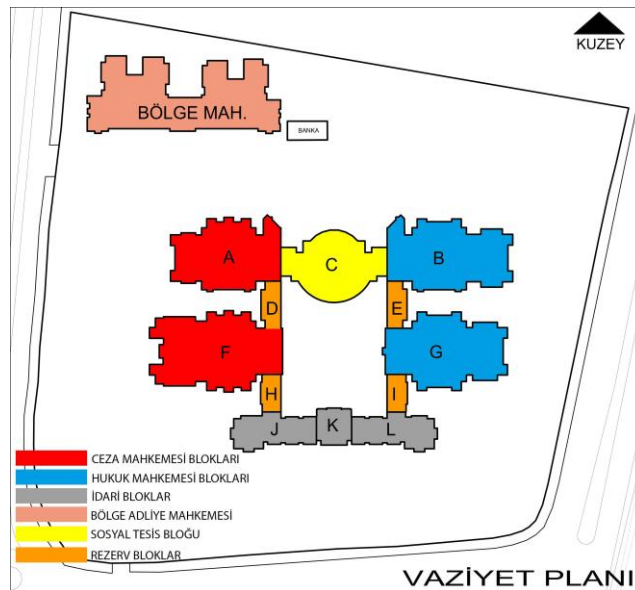 KUZEY
BÖLGE MAH.
BANKA
A
C
B
D
E
F
G
H
I
J
K
L
CEZA MAHKEMESİ BLOKLARI
HUKUK MAHKEMESİ BLOKLARI
İDARİ BLOKLAR
BÖLGE ADLİYE MAHKEMESİ
SOSYAL TESİS BLOĞU
REZERV BLOKLAR
VAZİYET PLANI